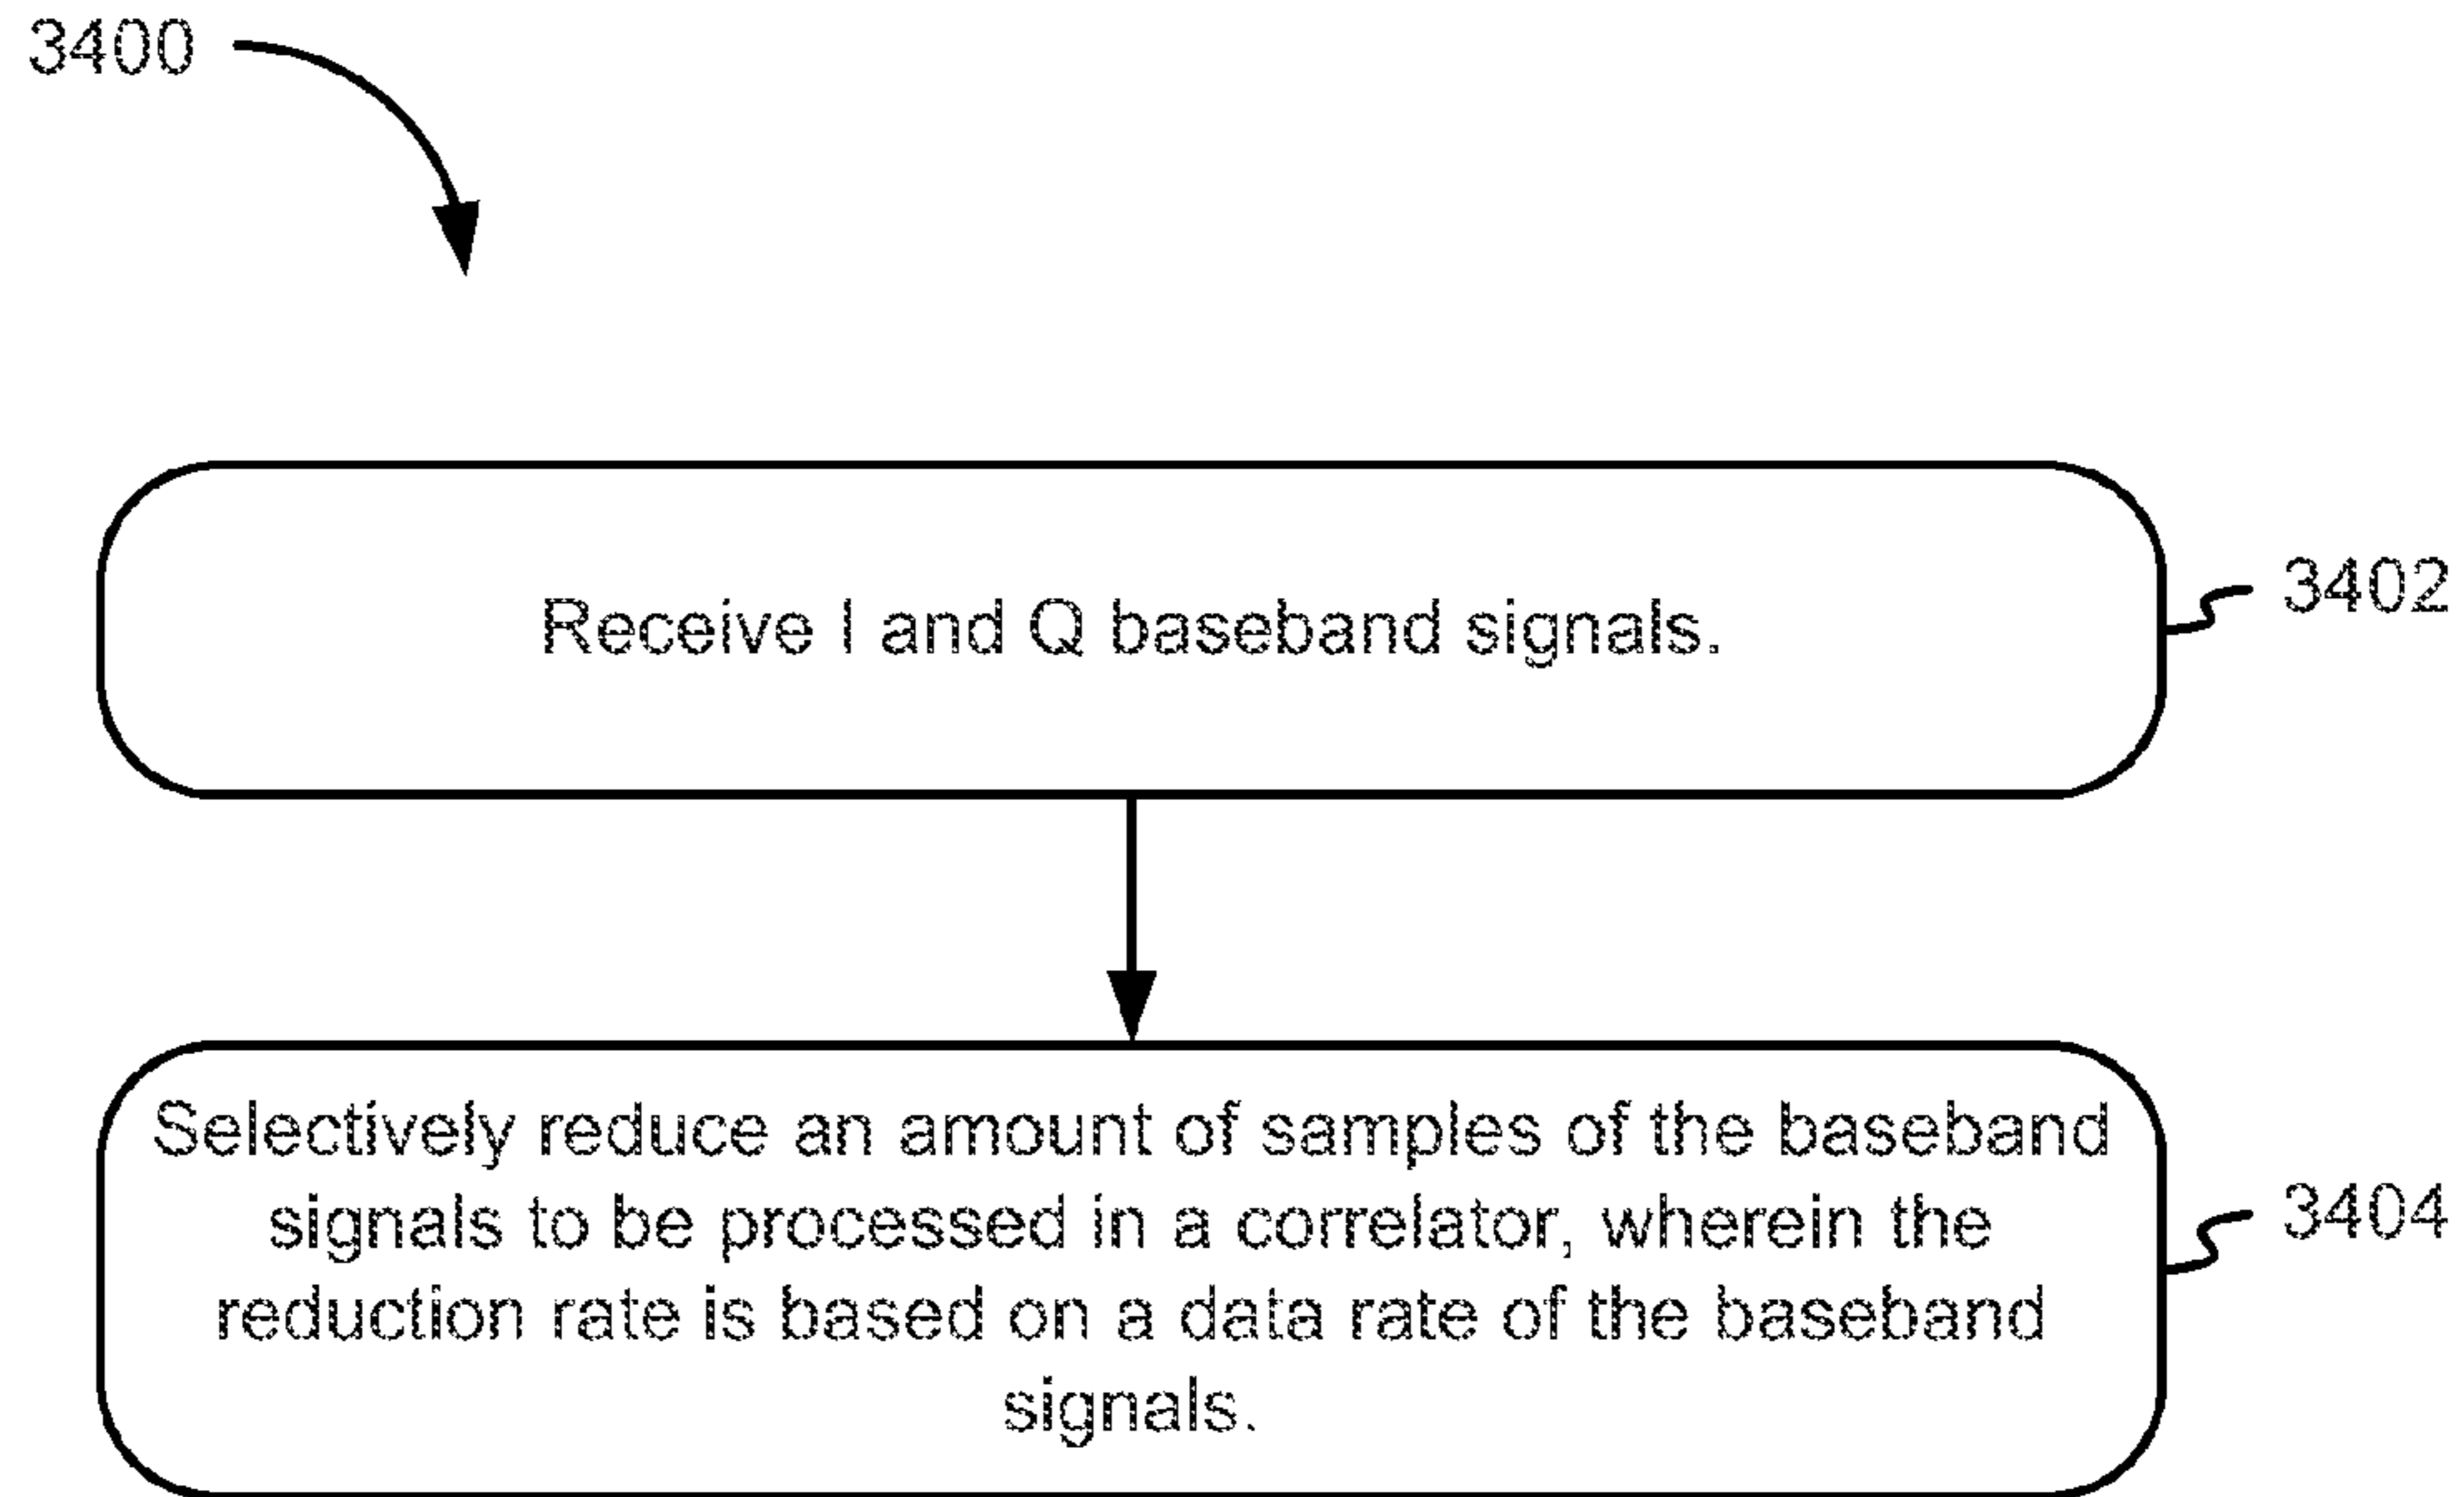 3400
Receive I and Q baseband signals.
3402
Selectively reduce an amount of samples of the baseband
signals to be processed in a correlator, wherein the
reduction rate is based on a data rate of the baseband
signals.
3404